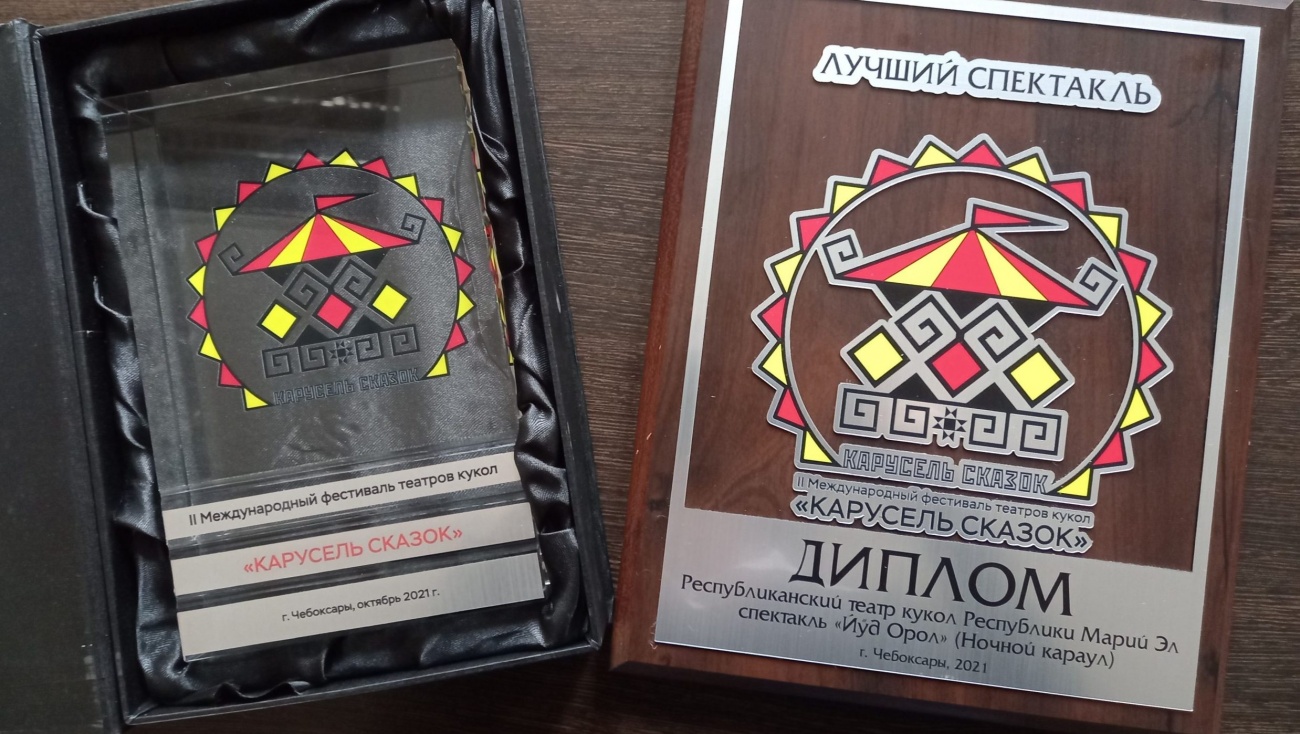 КАРУСЕЛЬ СКАЗОК
II Международный фестиваль театров кукол
«КАРУСЕЛЬ СКАЗОК»
г. Чебоксары, октябрь 2021 г.
ЛУЧШИЙ СПЕКТАКЛЬ
КАРУСЕЛЬ СКАЗОК
II Международный фестиваль театров кукол
«КАРУСЕЛЬ СКАЗОК»
ДИПЛОМ
Республиканский театр кукол Республики Марий Эл
спектакль «Йӱд Орол» (Ночной караул)
г. Чебоксары, 2021